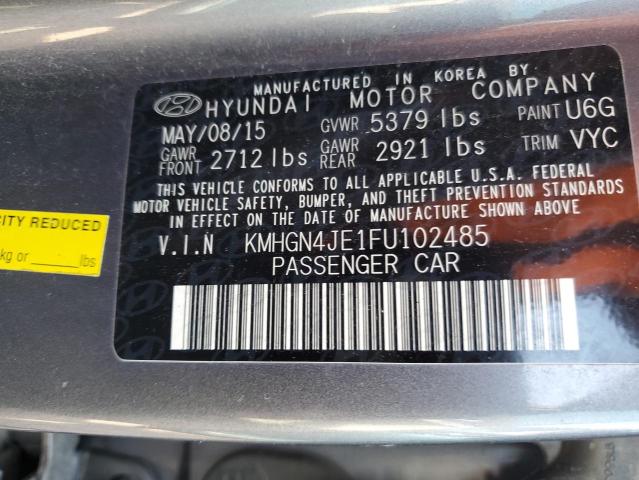 MANUFACTURED IN KOREA BY
HYUNDAI MOTOR COMPANY
MAY/08/15 GVWR 5379 lbs PAINT U6G
GAWR FRONT 2712 lbs GAWR REAR 2921 lbs TRIM VYC
THIS VEHICLE CONFORMS TO ALL APPLICABLE U.S.A. FEDERAL
MOTOR VEHICLE SAFETY, BUMPER, AND THEFT PREVENTION STANDARDS
IN EFFECT ON THE DATE OF MANUFACTURE SHOWN ABOVE
V.I.N KMHGN4JE1FU102485
PASSENGER CAR
CITY REDUCED
kg or ______ lbs